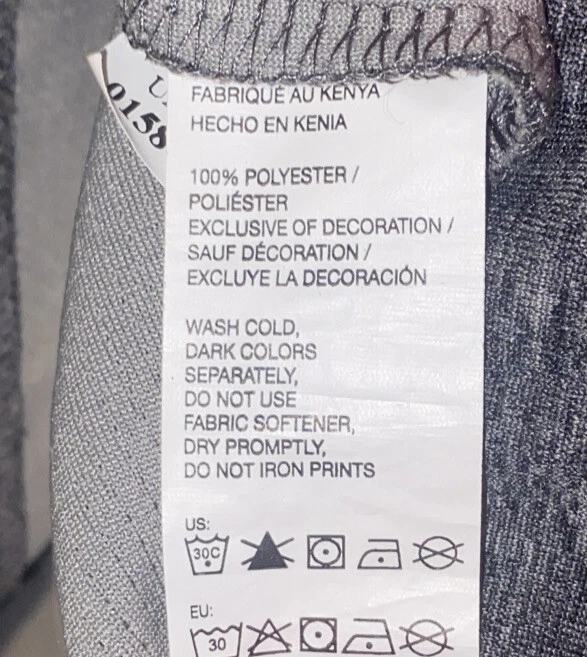 FABRIQUÉ AU KENYA
HECHO EN KENIA
0158
100% POLYESTER /
POLIÉSTER
EXCLUSIVE OF DECORATION /
SAUF DÉCORATION /
EXCLUYE LA DECORACIÓN
WASH COLD,
DARK COLORS
SEPARATELY,
DO NOT USE
FABRIC SOFTENER,
DRY PROMPTLY,
DO NOT IRON PRINTS
US:
30C
EU:
30